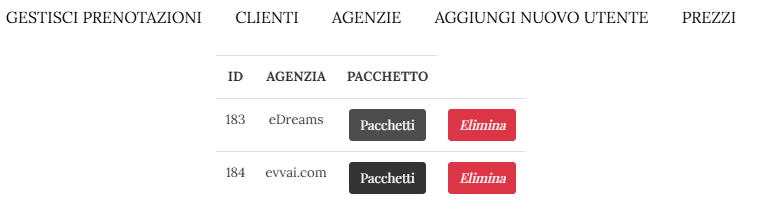 GESTISCI PRENOTAZIONI CLIENTI AGENZIE AGGIUNGI NUOVO UTENTE PREZZI
ID AGENZIA PACCHETTO
183 eDreams Pacchetti Elimina
184 evvai.com Pacchetti Elimina